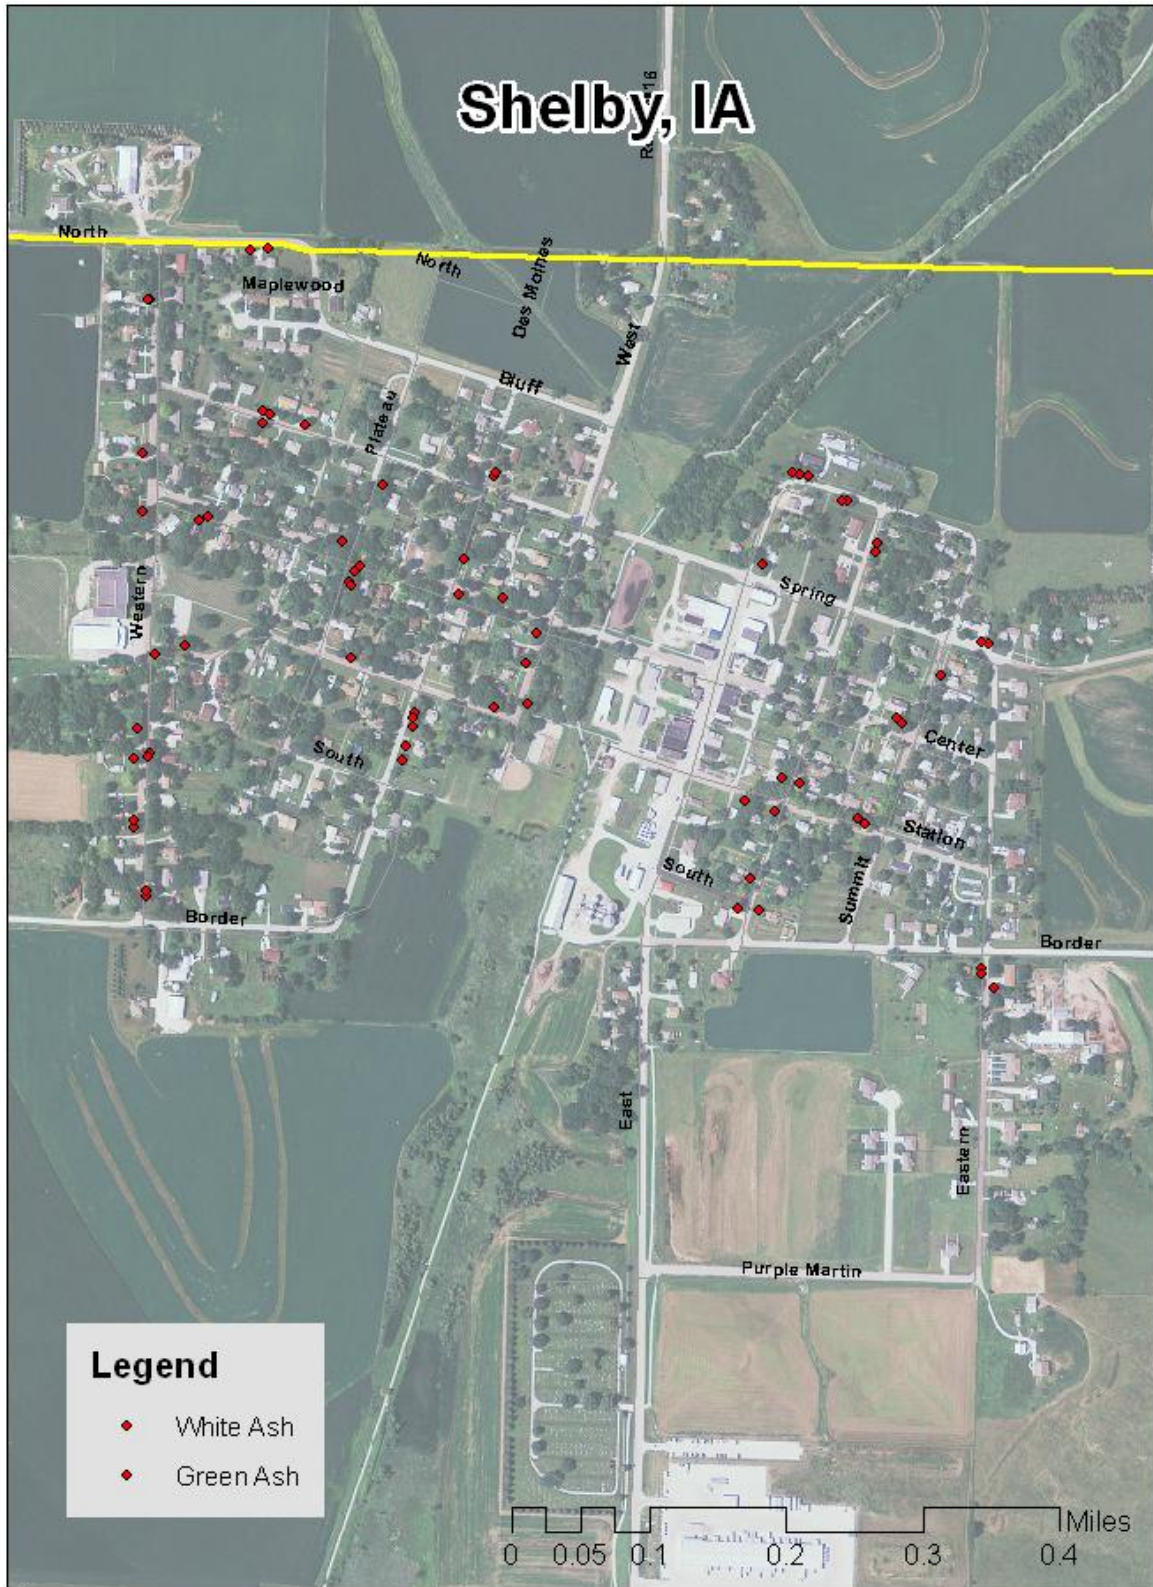 Shelby, IA
North
North
Maplewood
Des Moines
West
Bluff
Plateau
Spring
Western
Center
South
Station
South
Summit
Border
Border
East
Eastern
Purple Martin
Legend
White Ash
Green Ash
Miles
0 0.05 0.1 0.2 0.3 0.4